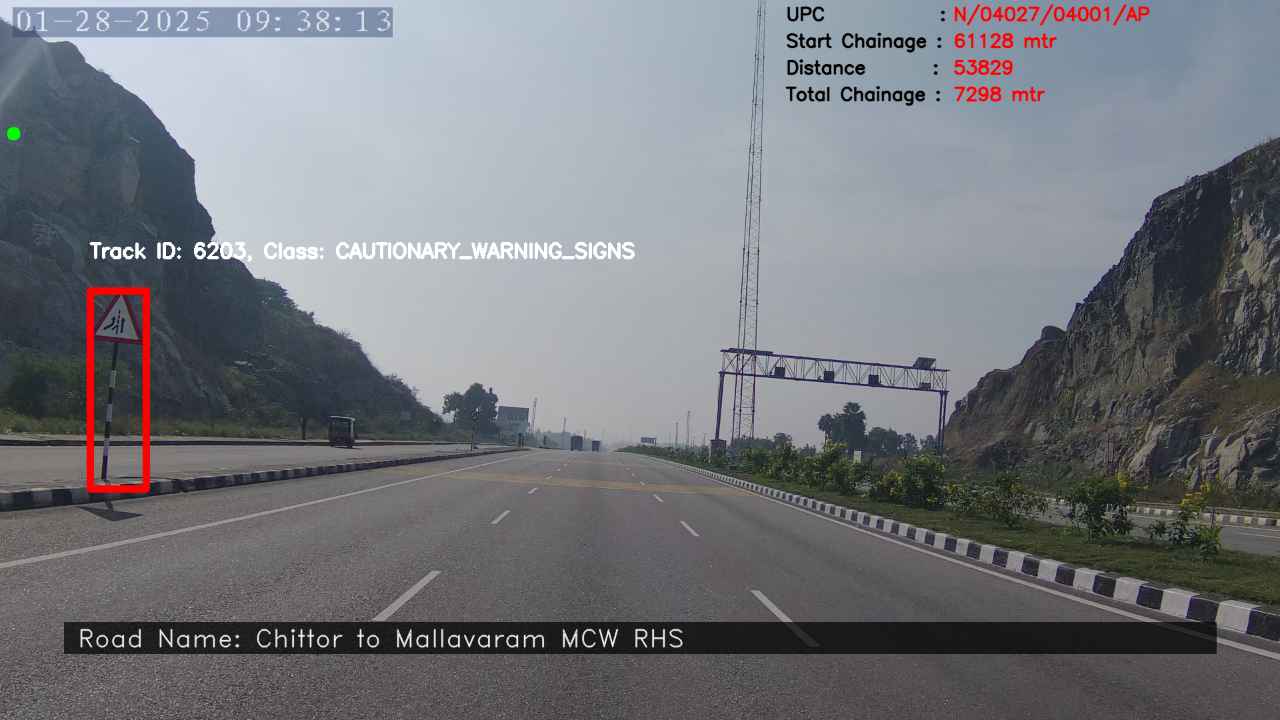 01-28-2025 09:38:13
UPC : N/04027/04001/AP
Start Chainage : 61128 mtr
Distance : 53829
Total Chainage : 7298 mtr
Track ID: 6203, Class: CAUTIONARY_WARNING_SIGNS
Road Name: Chittor to Mallavaram MCW RHS